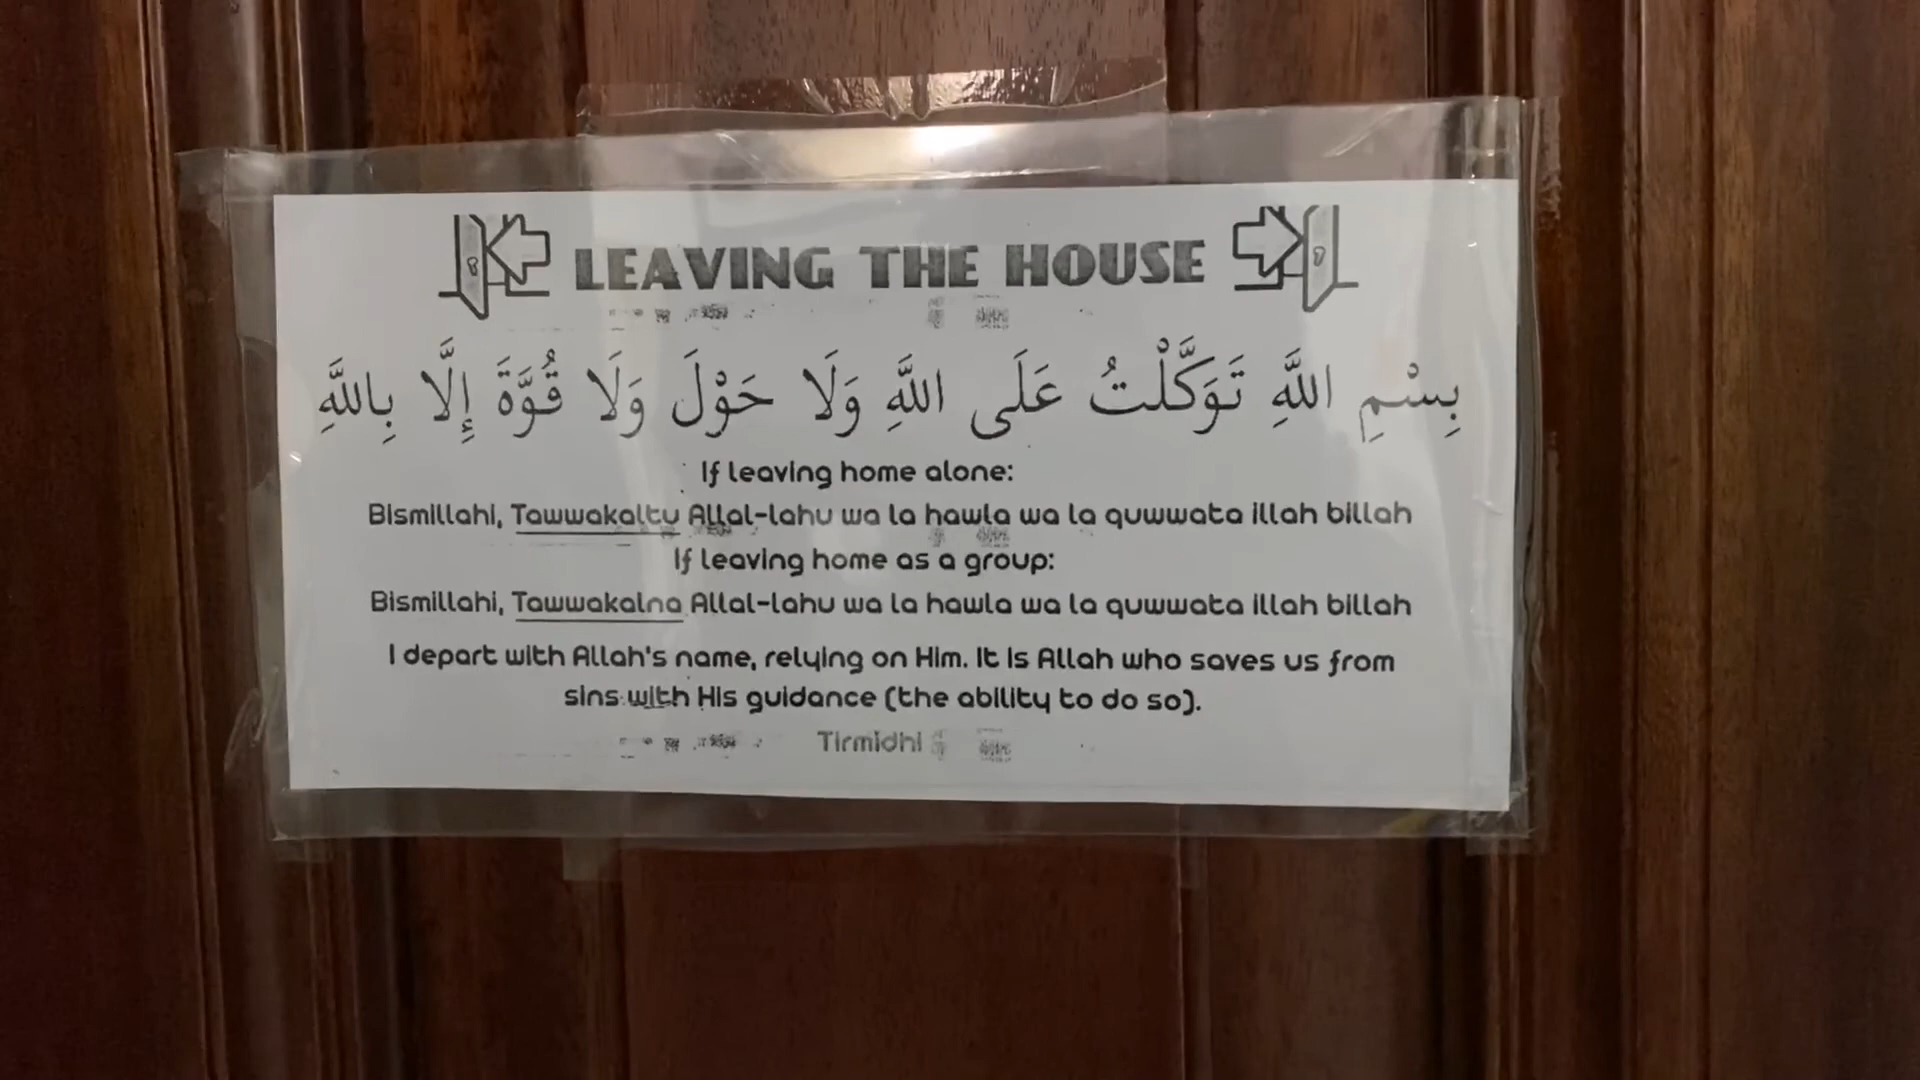 LEAVING THE HOUSE
بِسْمِ اللَّهِ تَوَكَّلْتُ عَلَى اللَّهِ وَلَا حَوْلَ وَلَا قُوَّةَ إِلَّا بِاللَّهِ
If leaving home alone:
Bismillahi, Tawwakaltu Allal-lahu wa la hawla wa la quwwata illah billah
If leaving home as a group:
Bismillahi, Tawwakalna Allal-lahu wa la hawla wa la quwwata illah billah
I depart with Allah's name, relying on Him. It is Allah who saves us from
sins with His guidance (the ability to do so).
Tirmidhi